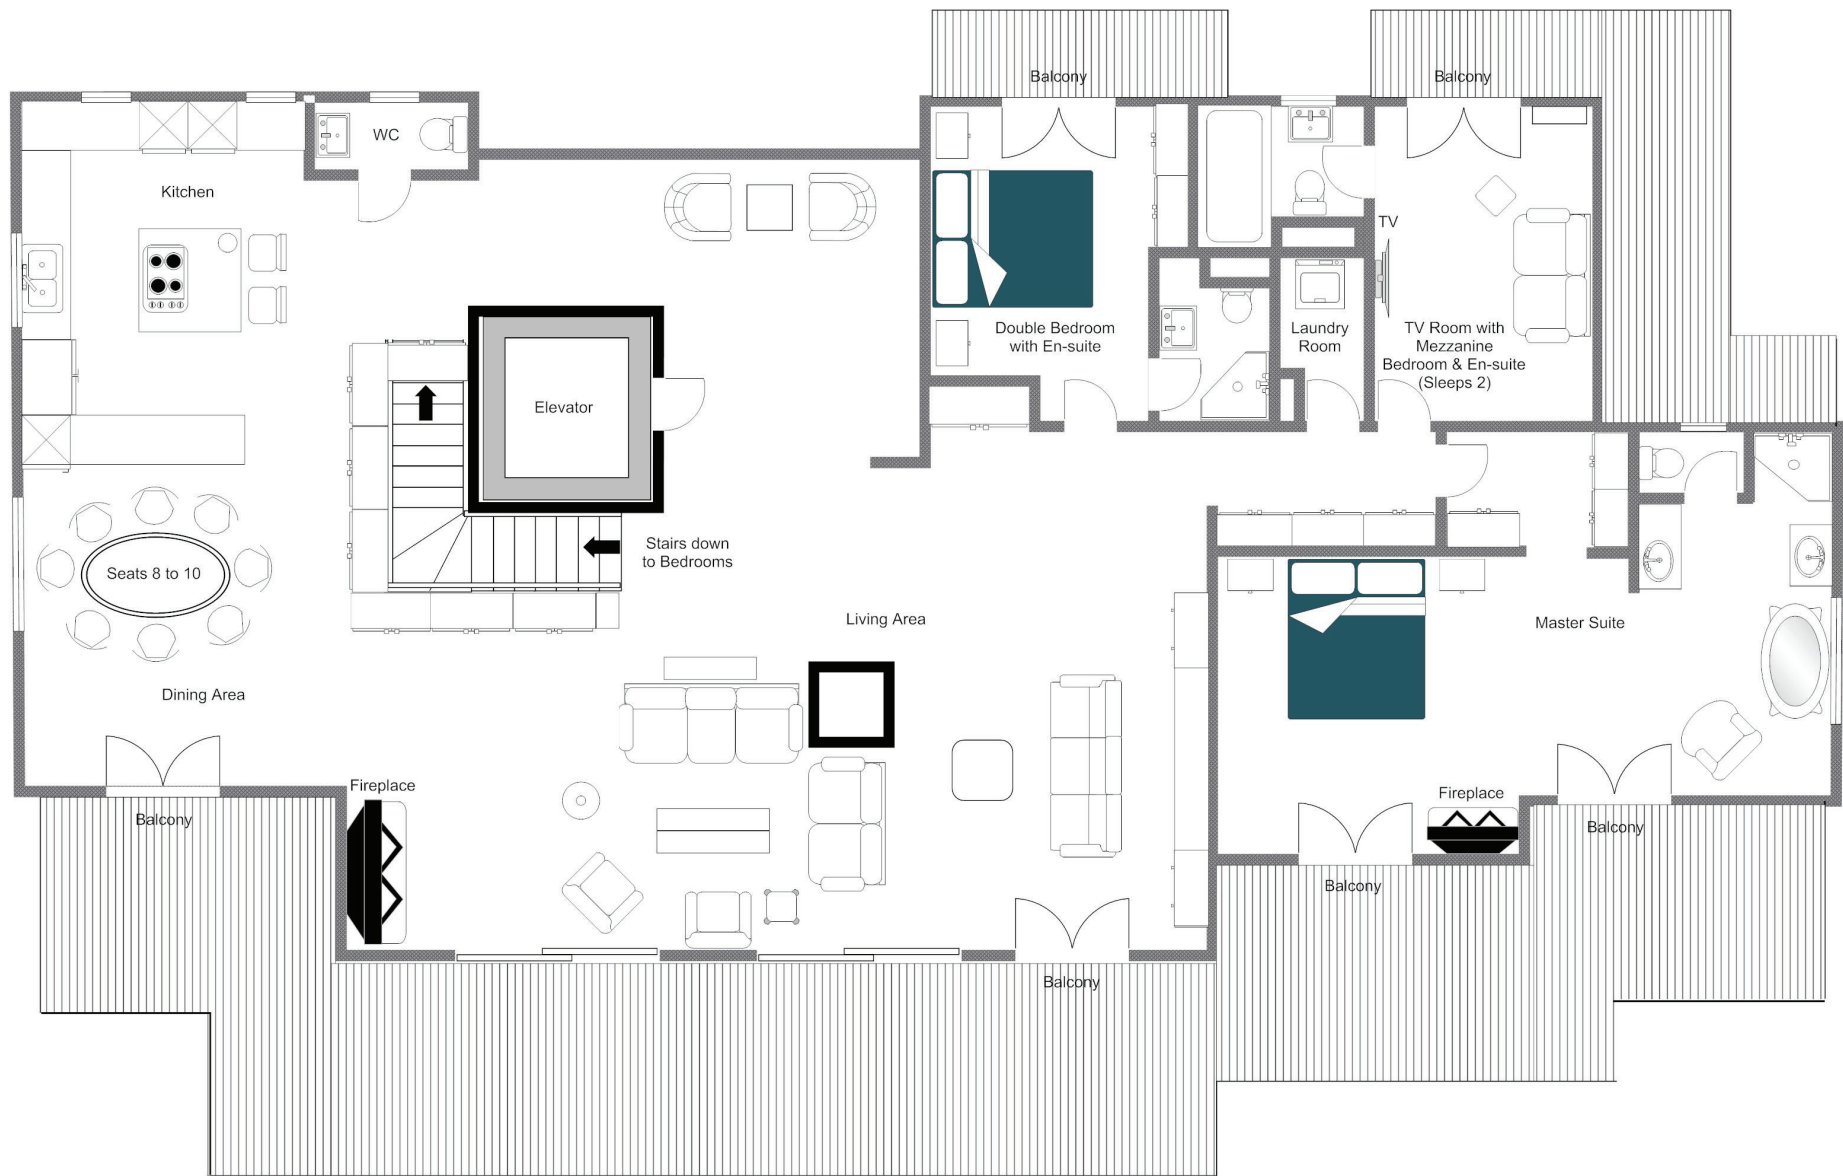 Balcony
Balcony
WC
Kitchen
TV
Double Bedroom
with En-suite
Laundry
Room
TV Room with
Mezzanine
Bedroom & En-suite
(Sleeps 2)
Elevator
Stairs down
to Bedrooms
Seats 8 to 10
Living Area
Master Suite
Dining Area
Fireplace
Fireplace
Balcony
Balcony
Balcony
Balcony